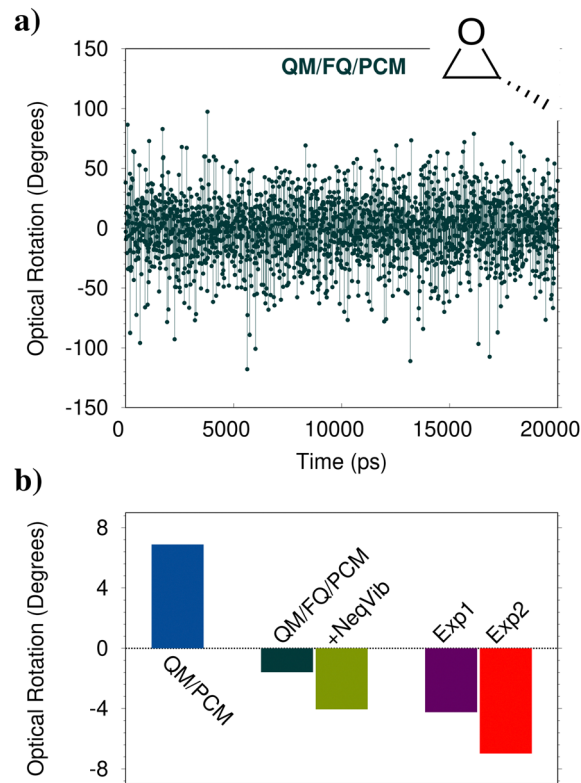 a)
QM/FQ/PCM
O
Optical Rotation (Degrees)
150
100
50
0
-50
-100
-150
0 5000 10000 15000 20000
Time (ps)
b)
Optical Rotation (Degrees)
8
4
0
-4
-8
QM/PCM
QM/FQ/PCM
+NeqVib
Exp1
Exp2